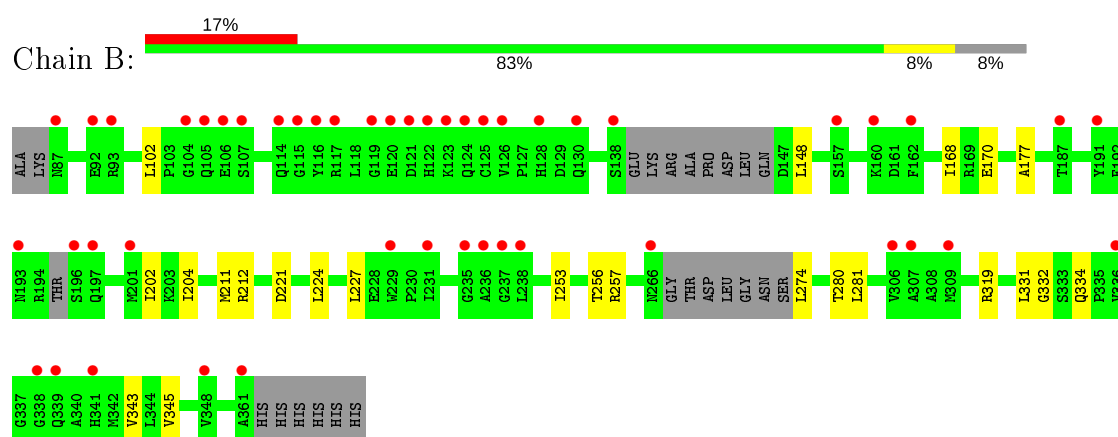 17%
Chain B:
83% 8% 8%
ALA LYS N87 E92 R93 L102 P103 G104 Q105 E106 S107 Q114 G115 Y116 R117 L118 G119 E120 D121 H122 K123 Q124 C125 V126 P127 H128 D129 Q130 S138 GLU LYS ARG ALA PRO ASP LEU GLN D147 L148 S157 K160 D161 F162 I168 R169 E170 A177 T187 Y191
N193 R194 THR S196 Q197 M201 I202 K203 I204 M211 R212 D221 L224 L227 E228 W229 P230 I231 G235 A236 G237 L238 I253 T256 R257 N266 GLY THR ASP LEU GLY ASN SER L274 T280 L281 V306 A307 A308 M309 R319 L331 G332 S333 Q334 P335
G337 G338 Q339 A340 H341 M342 V343 L344 V345 V348 A361 HIS HIS HIS HIS HIS HIS